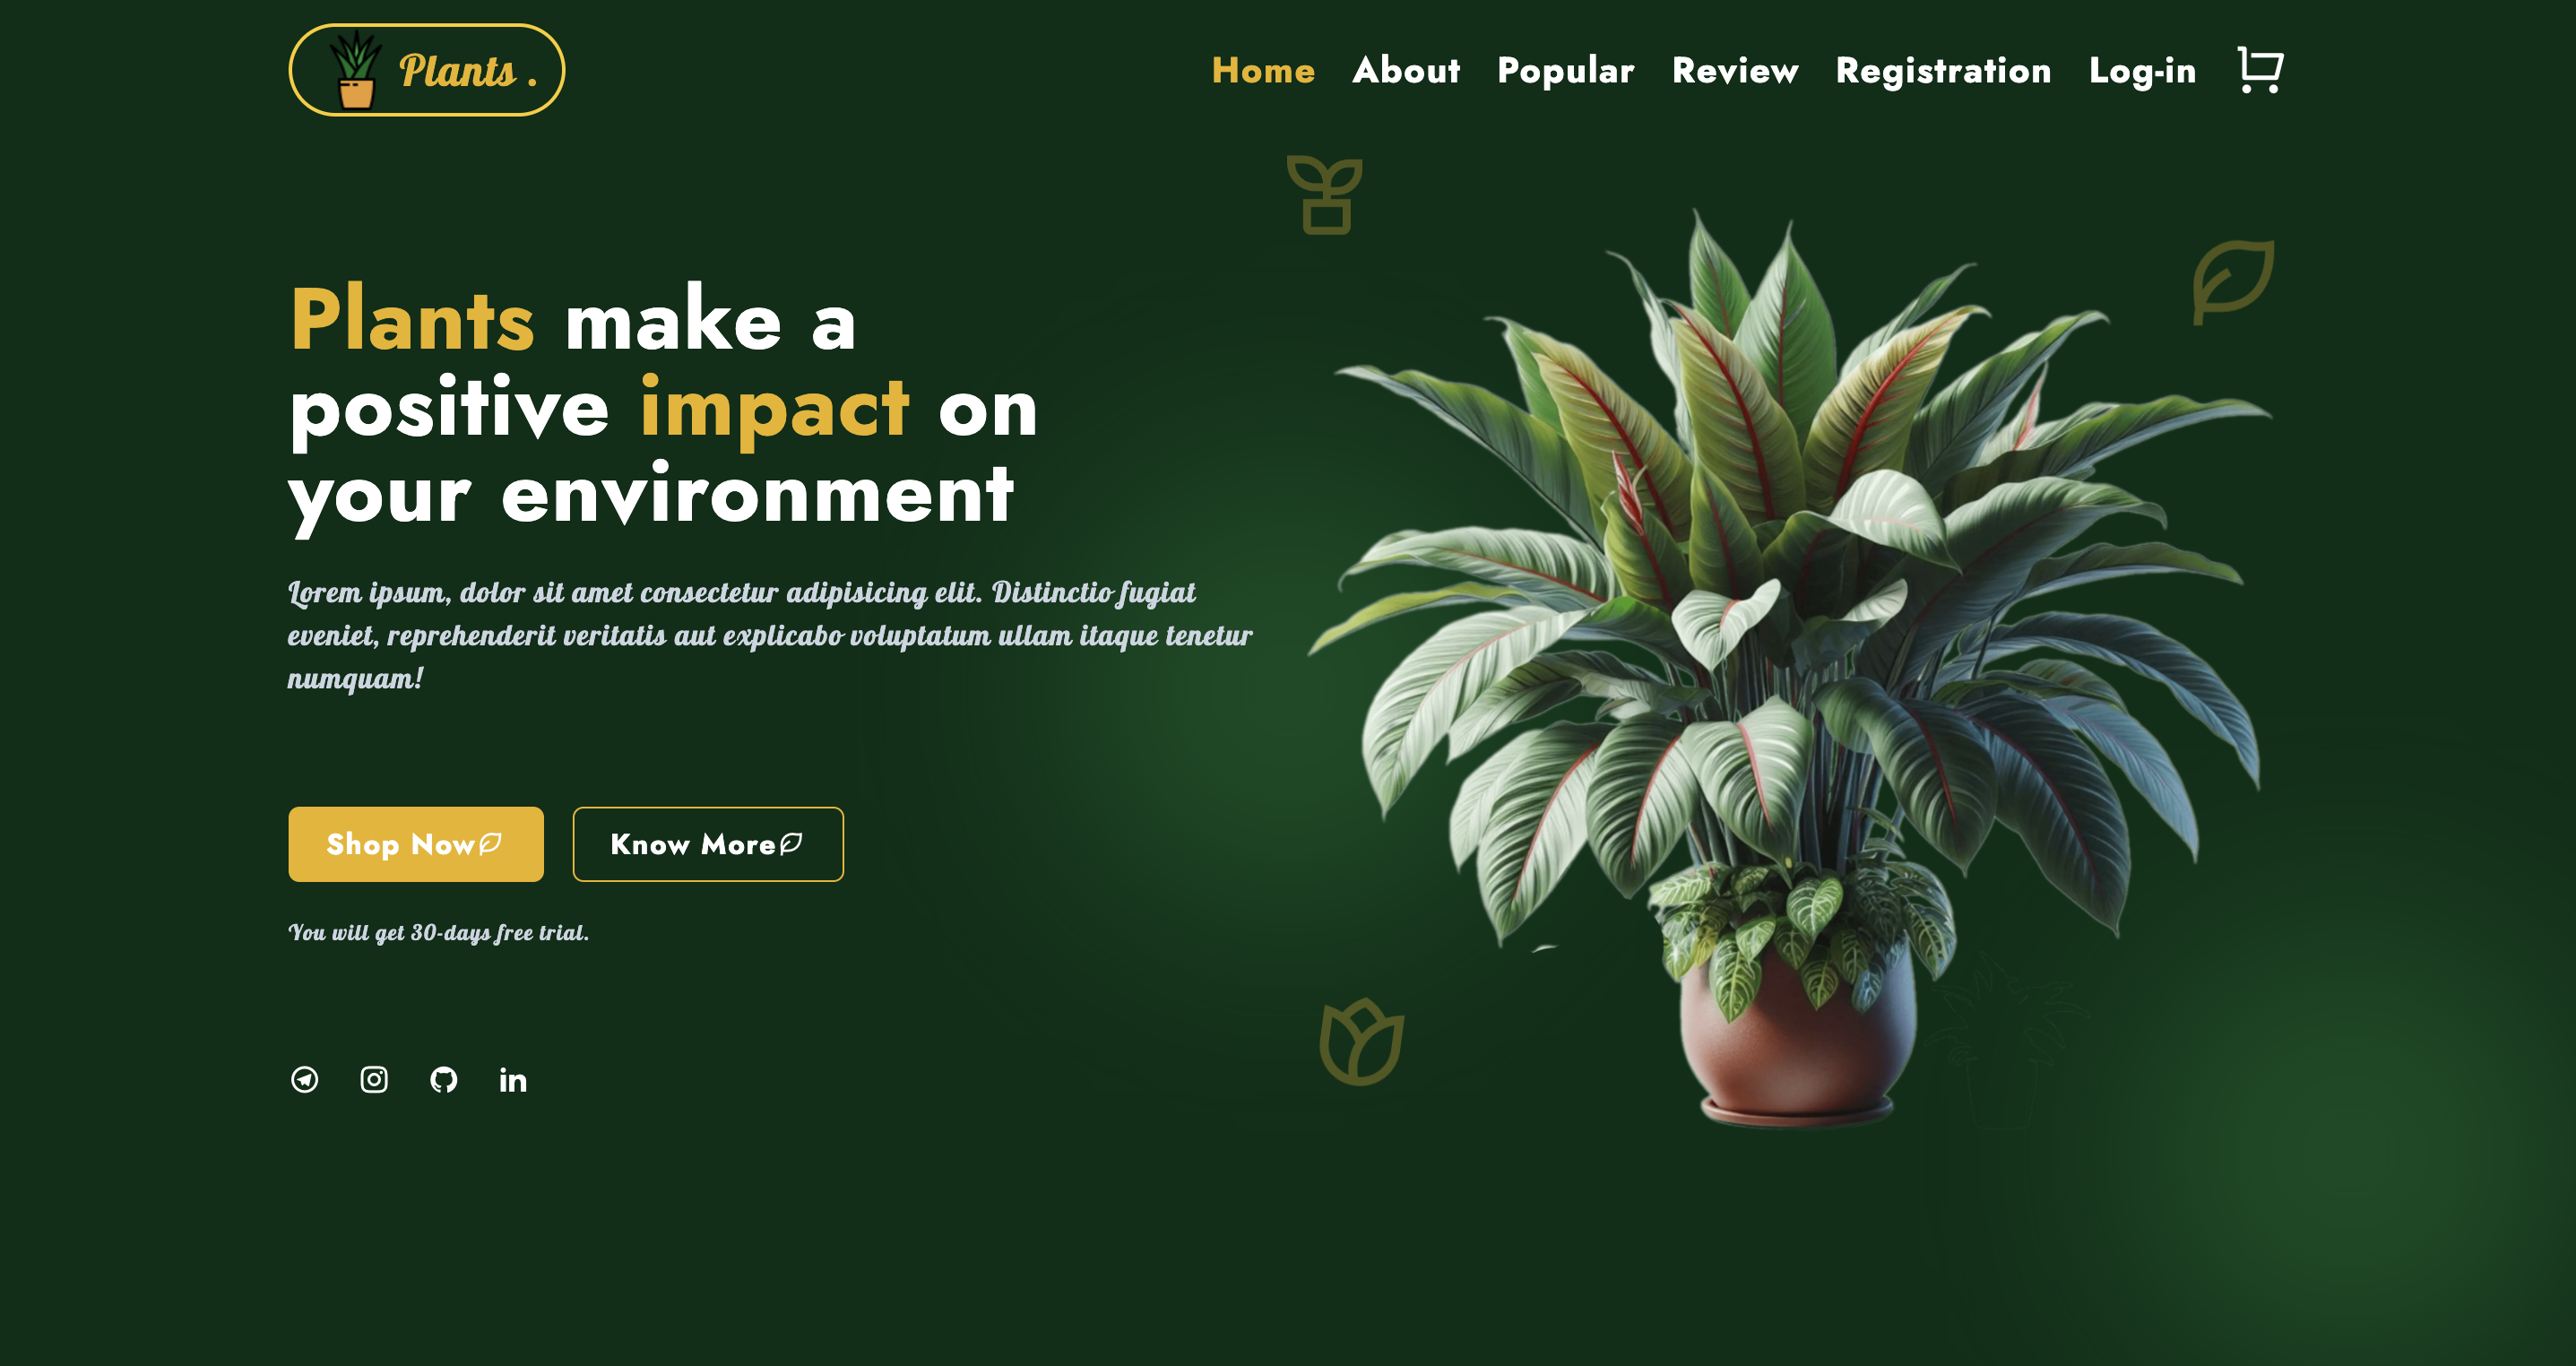 Plants .
Home About Popular Review Registration Log-in
Plants make a
positive impact on
your environment
Lorem ipsum, dolor sit amet consectetur adipisicing elit. Distinctio fugiat
eveniet, reprehenderit veritatis aut explicabo voluptatum ullam itaque tenetur
numquam!
Shop Now Know More
You will get 30-days free trial.
in